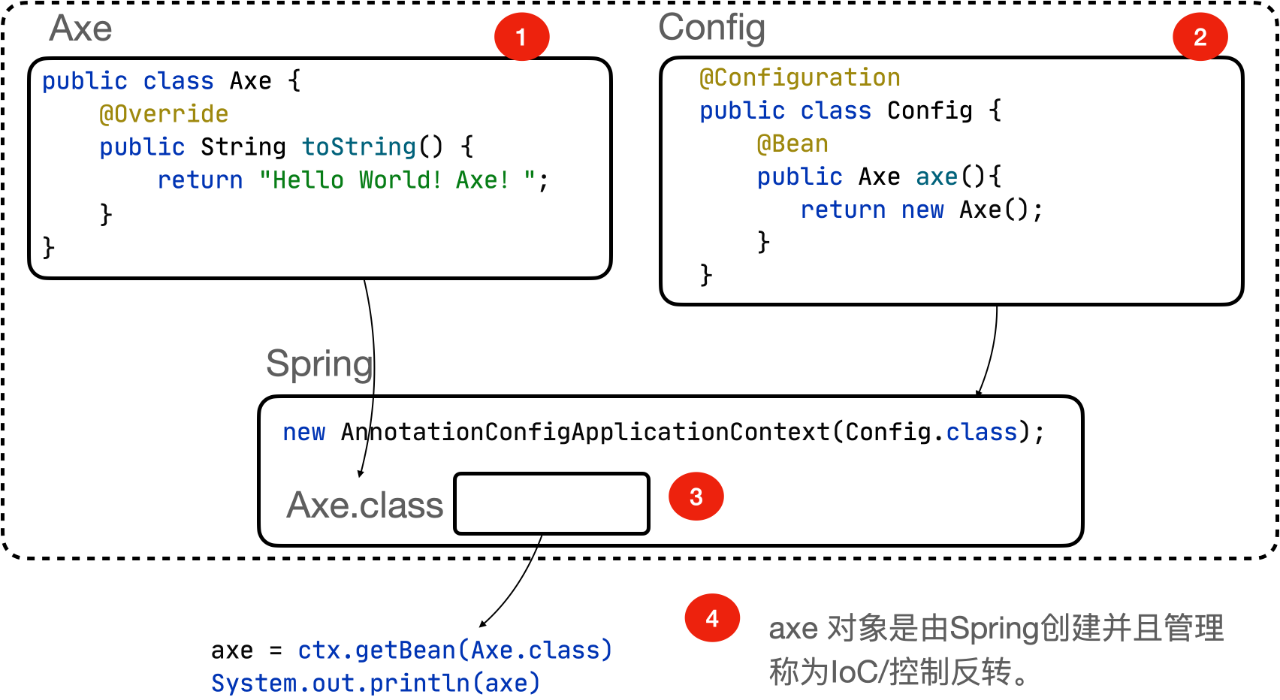 Axe
1
public class Axe {
@Override
public String toString() {
return "Hello World! Axe! ";
}
}
Config
2
@Configuration
public class Config {
@Bean
public Axe axe(){
return new Axe();
}
}
Spring
new AnnotationConfigApplicationContext(Config.class);
Axe.class
3
axe = ctx.getBean(Axe.class)
System.out.println(axe)
4
axe 对象是由Spring创建并且管理
称为IoC/控制反转。